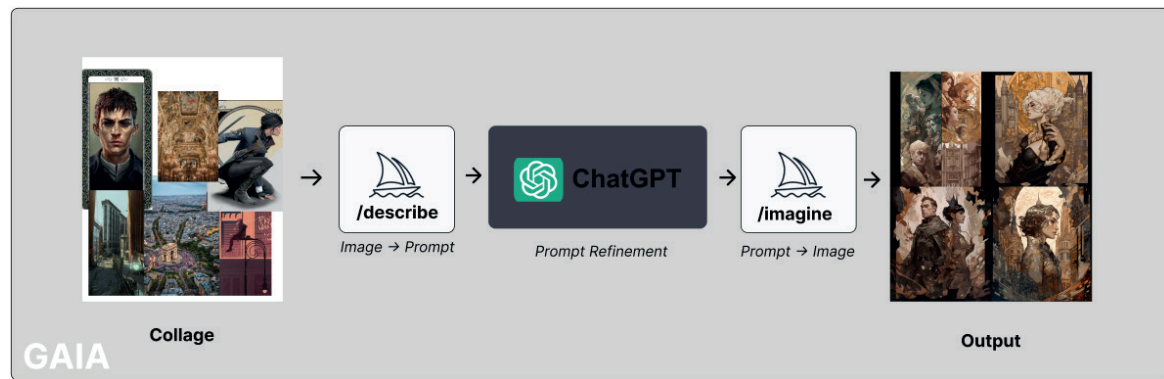 /describe
Image → Prompt
ChatGPT
Prompt Refinement
/imagine
Prompt → Image
Collage
Output
GAIA